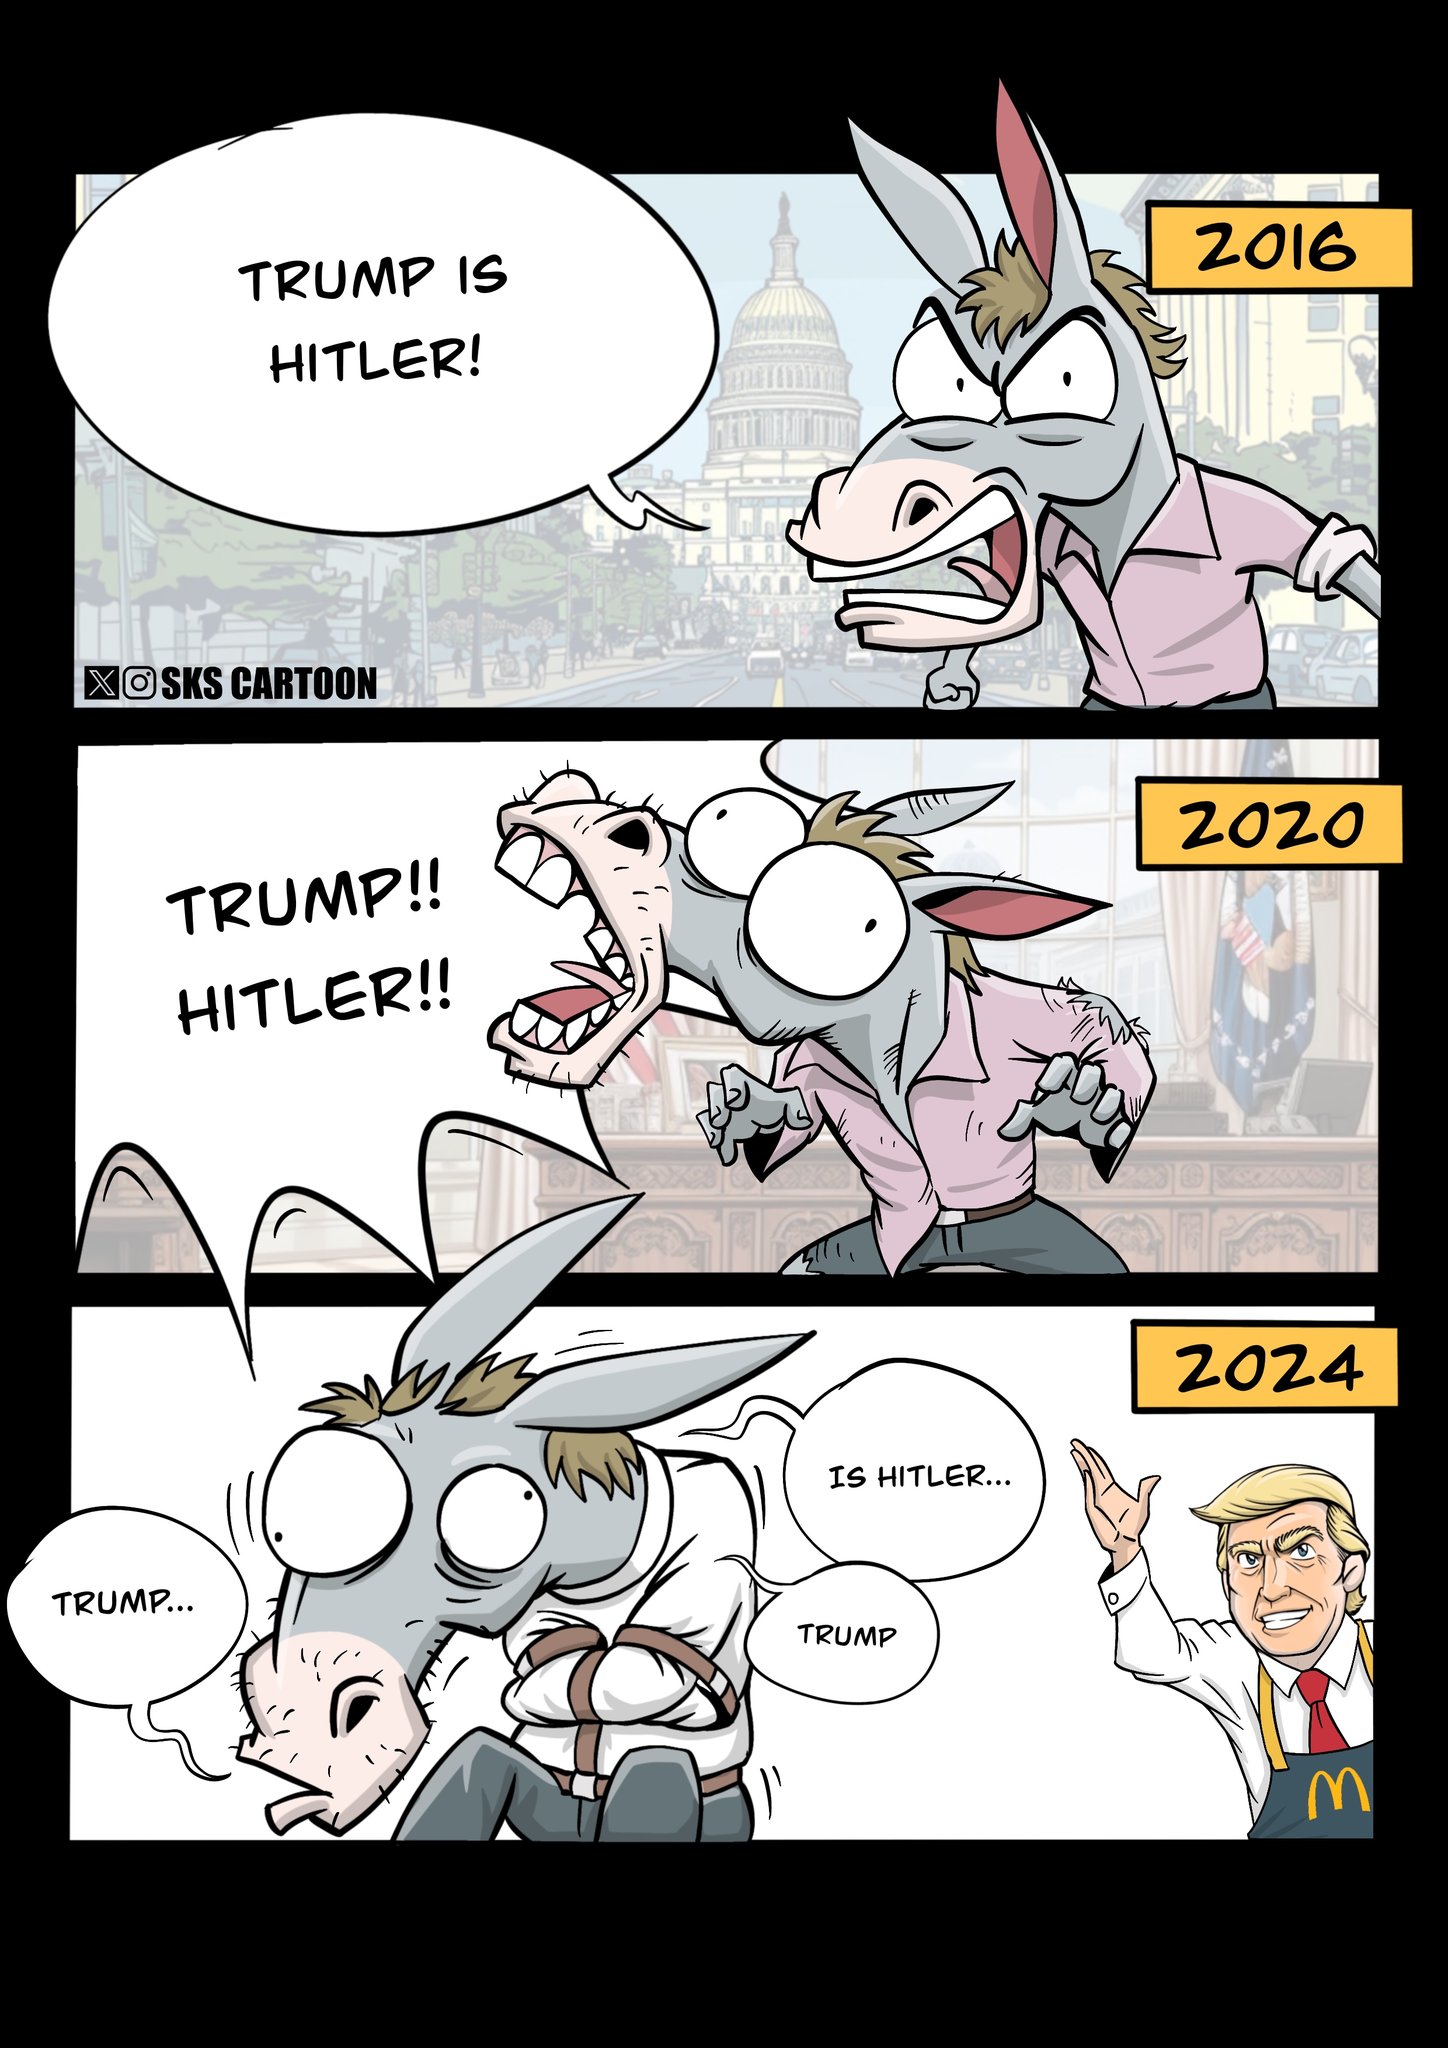 TRUMP IS
HITLER!
2016
SKS CARTOON
2020
TRUMP!!
HITLER!!
2024
IS HITLER...
TRUMP...
TRUMP
M